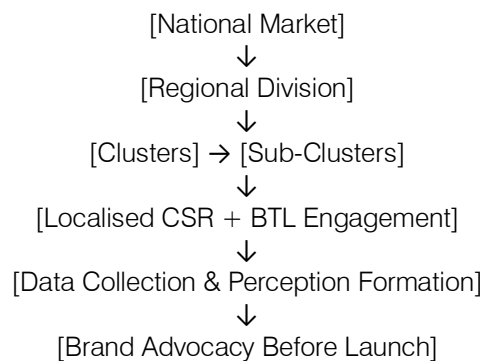 [National Market]
↓
[Regional Division]
↓
[Clusters] → [Sub-Clusters]
↓
[Localised CSR + BTL Engagement]
↓
[Data Collection & Perception Formation]
↓
[Brand Advocacy Before Launch]